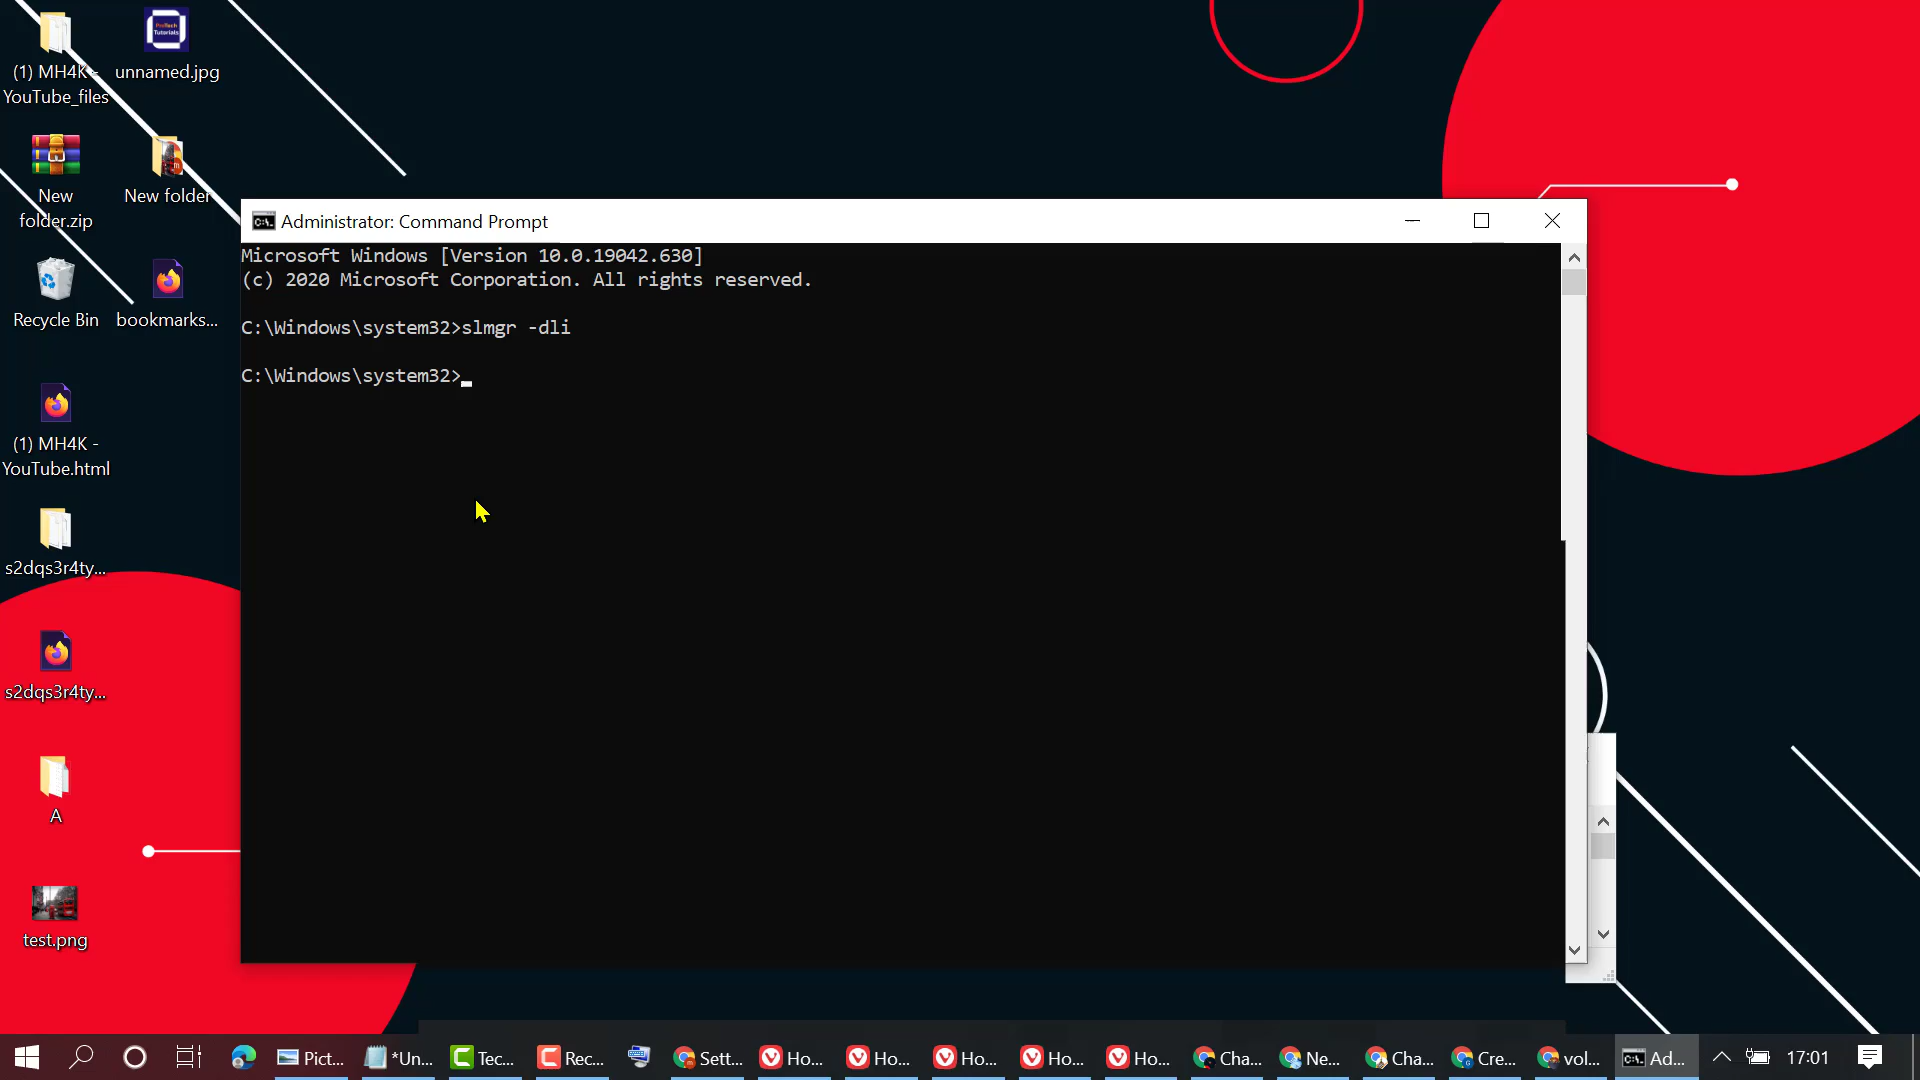 (1) MH4K -
YouTube_files
ProTech
Tutorials
unnamed.jpg
New
folder.zip
New folder
Recycle Bin
bookmarks...
(1) MH4K -
YouTube.html
s2dqs3r4ty...
s2dqs3r4ty...
A
test.png
Administrator: Command Prompt
Microsoft Windows [Version 10.0.19042.630]
(c) 2020 Microsoft Corporation. All rights reserved.
C:\Windows\system32>slmgr -dli
C:\Windows\system32>
Pict...
*Un...
Tec...
Rec...
Sett...
Ho...
Ho...
Ho...
Ho...
Ho...
Cha...
Ne...
Cha...
Cre...
vol...
Ad...
17:01